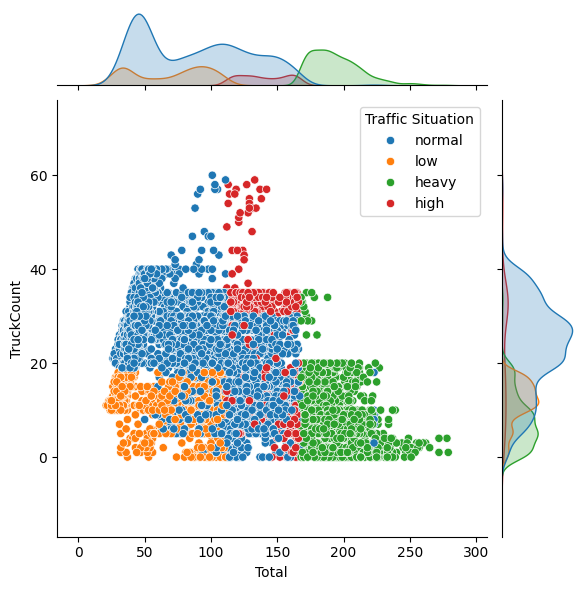 Traffic Situation
normal
low
heavy
high
60
40
20
0
TruckCount
0 50 100 150 200 250 300
Total